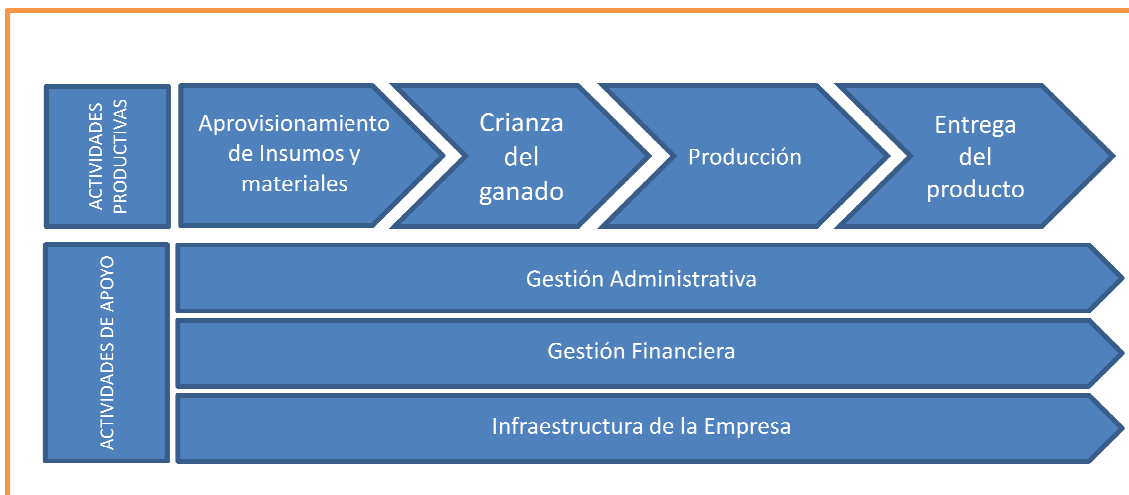 ACTIVIDADES
PRODUCTIVAS
Aprovisionamiento
de Insumos y
materiales
Crianza
del
ganado
Producción
Entrega
del
producto
ACTIVIDADES DE APOYO
Gestión Administrativa
Gestión Financiera
Infraestructura de la Empresa